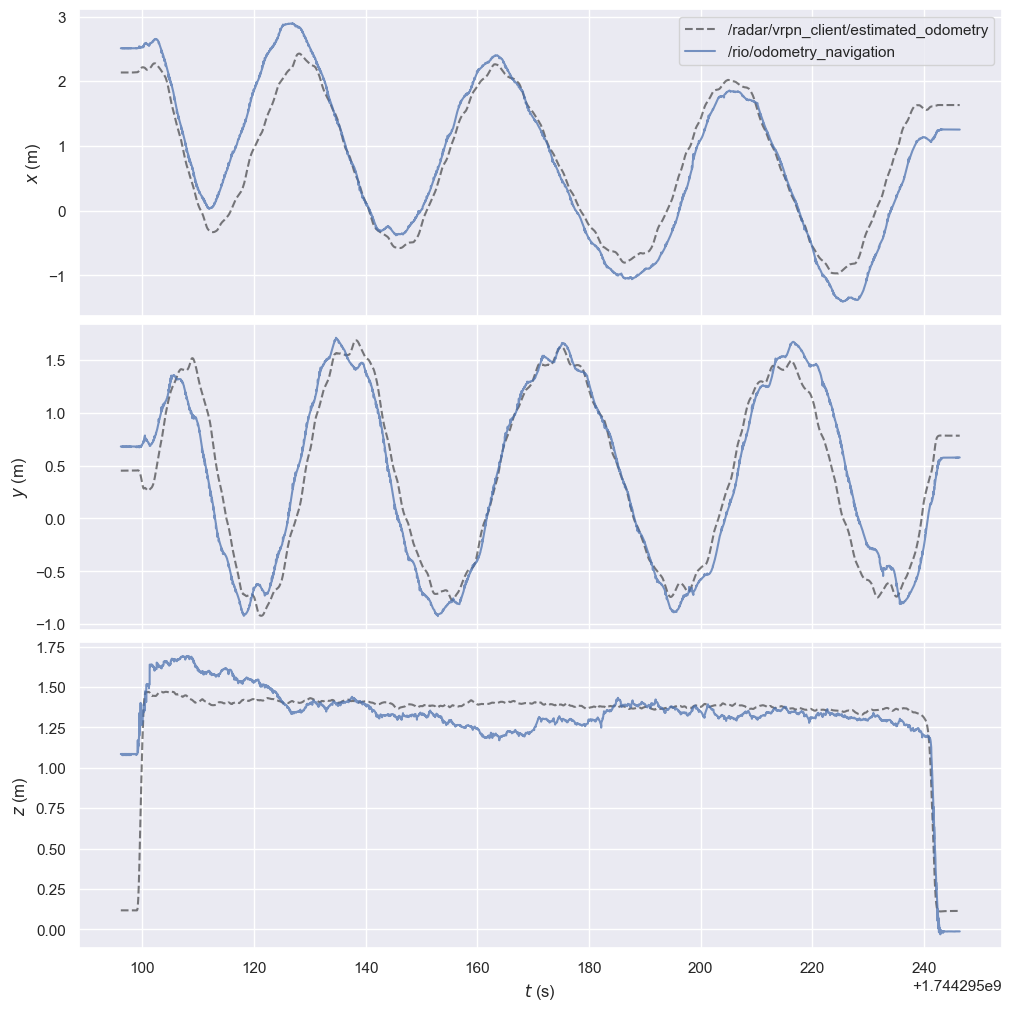 /radar/vrpn_client/estimated_odometry
/rio/odometry_navigation
3
2
1
0
−1
x (m)
1.5
1.0
0.5
0.0
−0.5
−1.0
y (m)
1.75
1.50
1.25
1.00
0.75
0.50
0.25
0.00
z (m)
100 120 140 160 180 200 220 240
+1.744295e9
t (s)